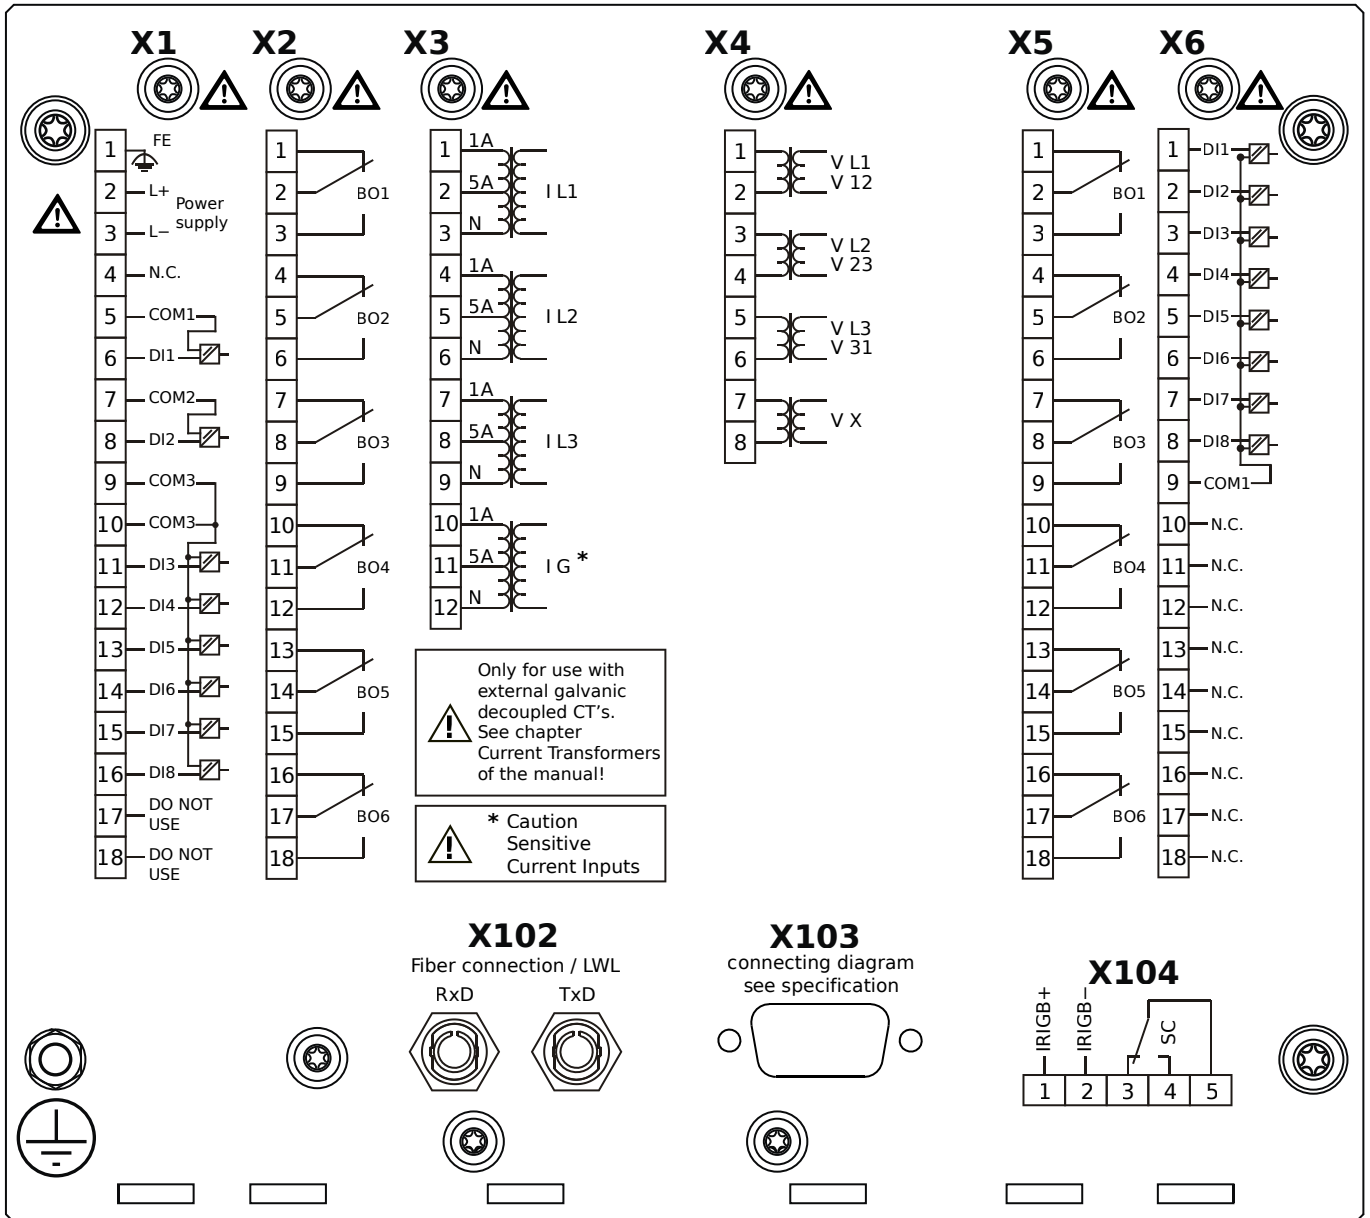 X1
X2
X3
X4
X5
X6
1 FE
2 L+
Power
supply
3 L−
4 N.C.
5 COM1
6 DI1
7 COM2
8 DI2
9 COM3
10 COM3
11 DI3
12 DI4
13 DI5
14 DI6
15 DI7
16 DI8
17 DO NOT
USE
18 DO NOT
USE
1
2 BO1
3
4
5 BO2
6
7
8 BO3
9
10
11 BO4
12
13
14 BO5
15
16
17 BO6
18
1 1A
2 5A I L1
3 N
4 1A
5 5A I L2
6 N
7 1A
8 5A I L3
9 N
10 1A
11 5A I G *
12 N
Only for use with
external galvanic
decoupled CT's.
See chapter
Current Transformers
of the manual!
* Caution
Sensitive
Current Inputs
1 V L1
2 V 12
3 V L2
4 V 23
5 V L3
6 V 31
7 V X
8
1
2 BO1
3
4
5 BO2
6
7
8 BO3
9
10
11 BO4
12
13
14 BO5
15
16
17 BO6
18
1 DI1
2 DI2
3 DI3
4 DI4
5 DI5
6 DI6
7 DI7
8 DI8
9 COM1
10 N.C.
11 N.C.
12 N.C.
13 N.C.
14 N.C.
15 N.C.
16 N.C.
17 N.C.
18 N.C.
X102
Fiber connection / LWL
RxD TxD
X103
connecting diagram
see specification
X104
IRIGB+
IRIGB−
SC
1 2 3 4 5